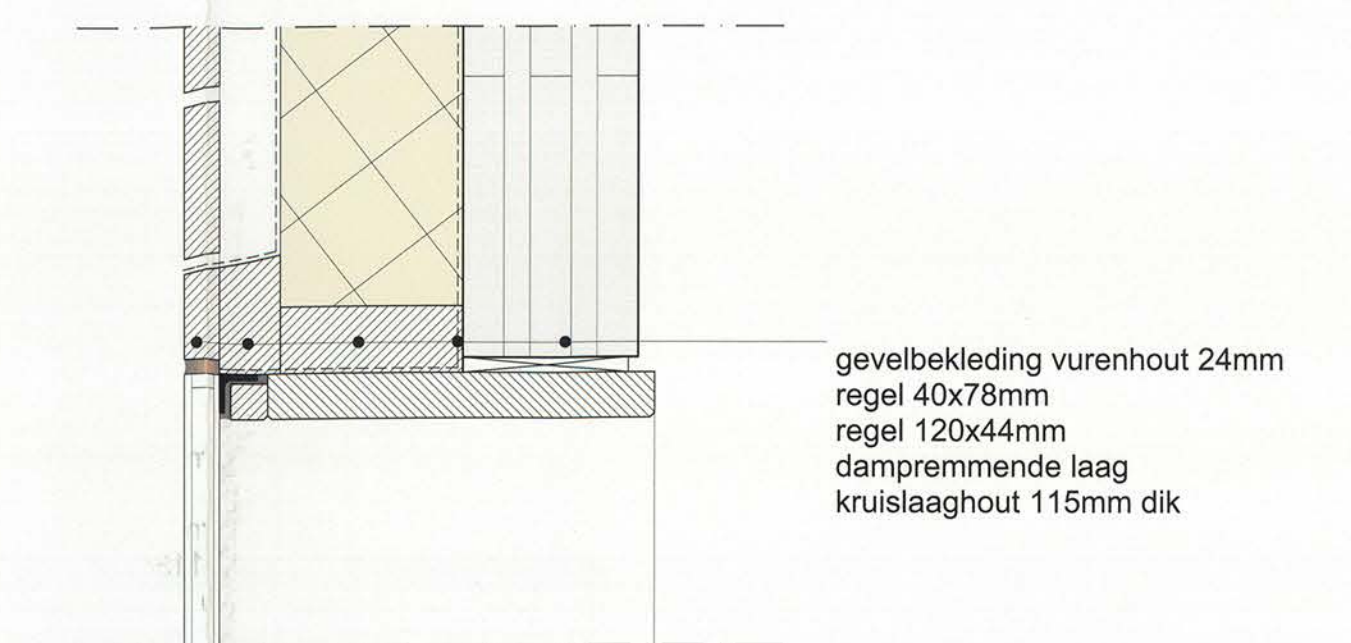 gevelbekleding vurenhout 24mm
regel 40x78mm
regel 120x44mm
dampremmende laag
kruislaaghout 115mm dik